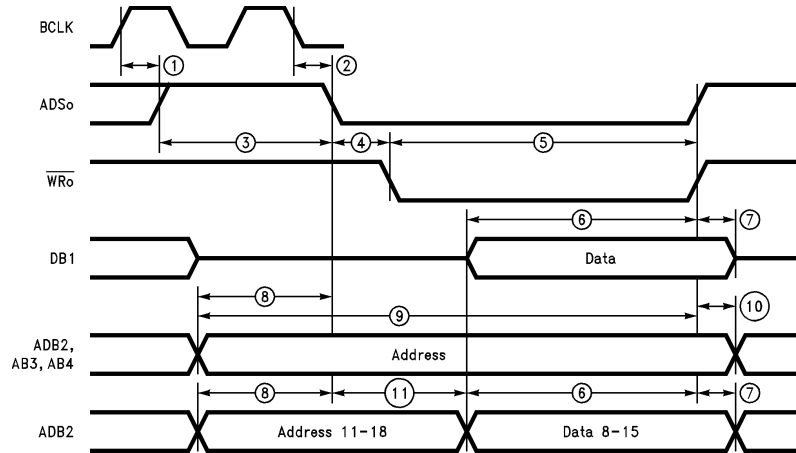 BCLK
1
2
ADSo
3
4
5
WRo
6
7
DB1
Data
8
9
10
ADB2,
AB3, AB4
Address
8
11
6
7
ADB2
Address 11-18
Data 8-15